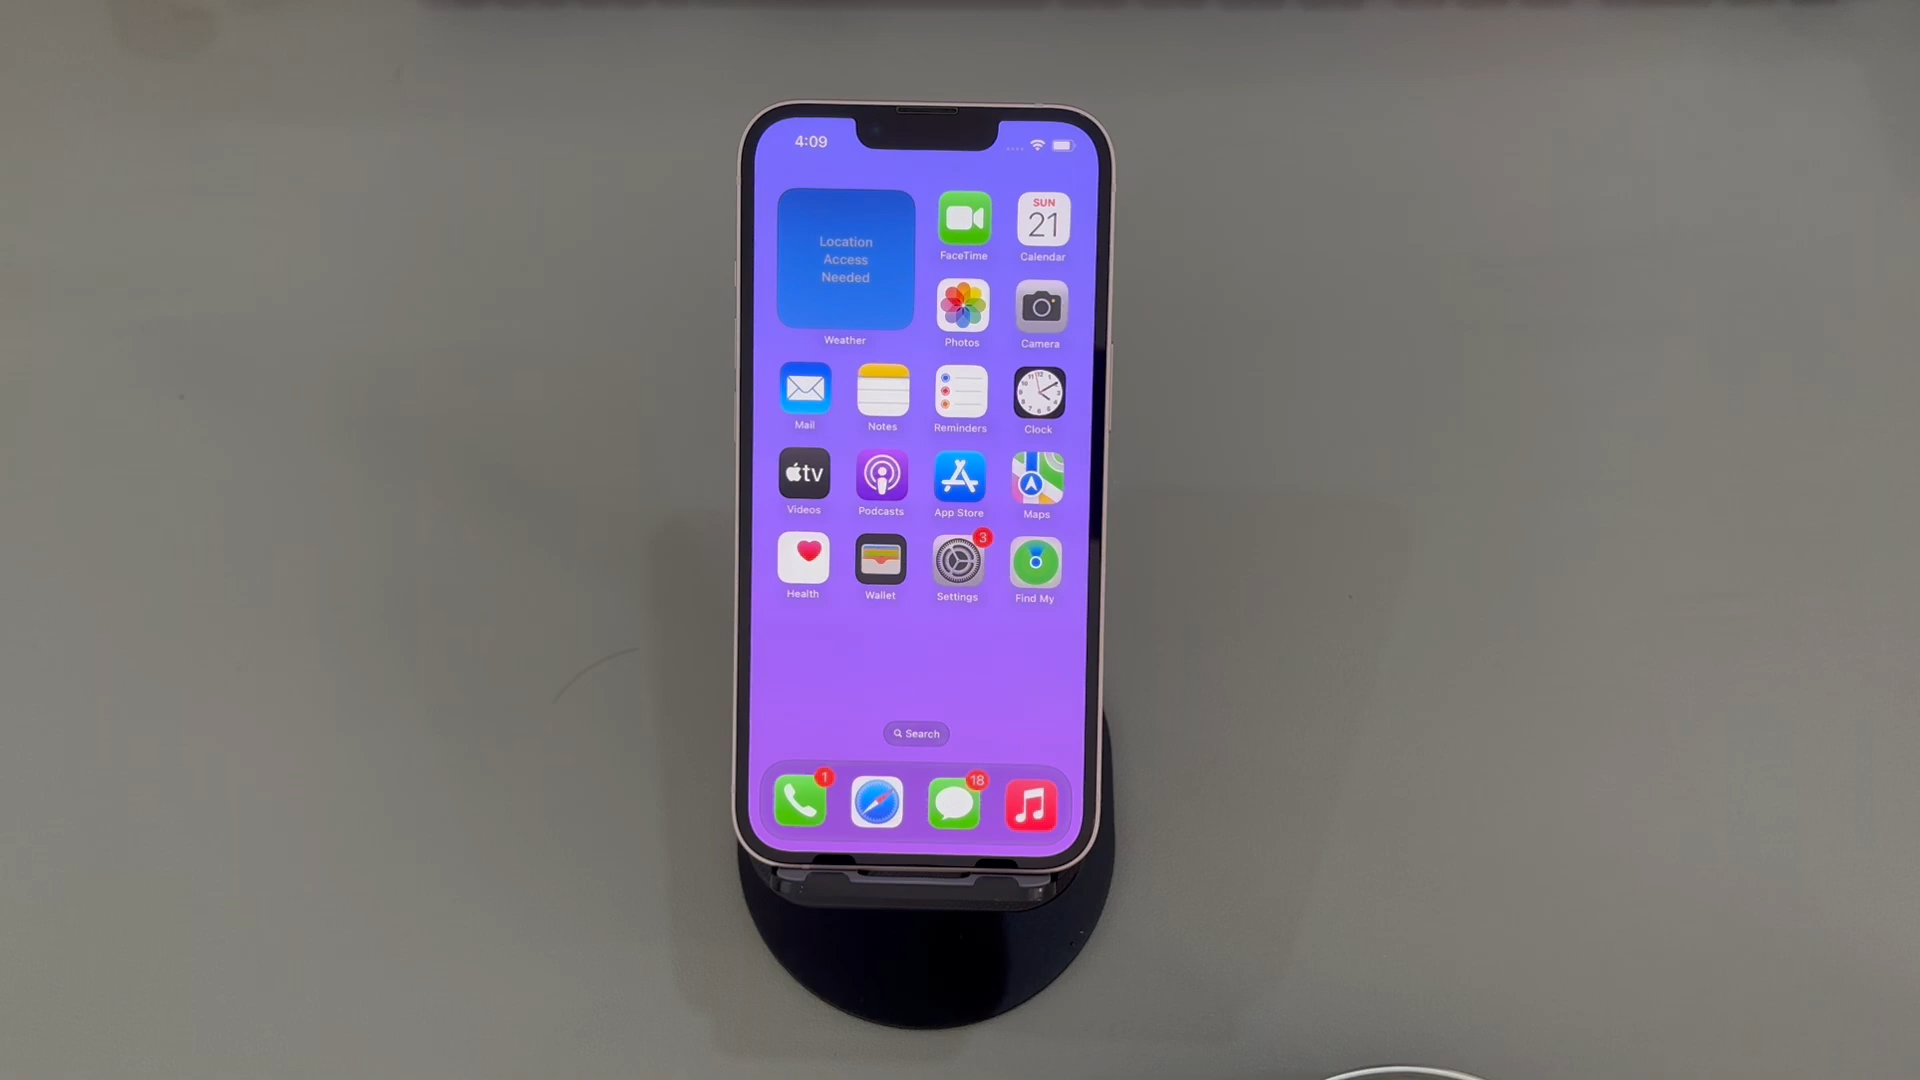 4:09
Location
Access
Needed
Weather
FaceTime
SUN
21
Calendar
Photos
Camera
Mail
Notes
Reminders
Clock
tv
Videos
Podcasts
App Store
Maps
Health
Wallet
3
Settings
Find My
Search
1
18